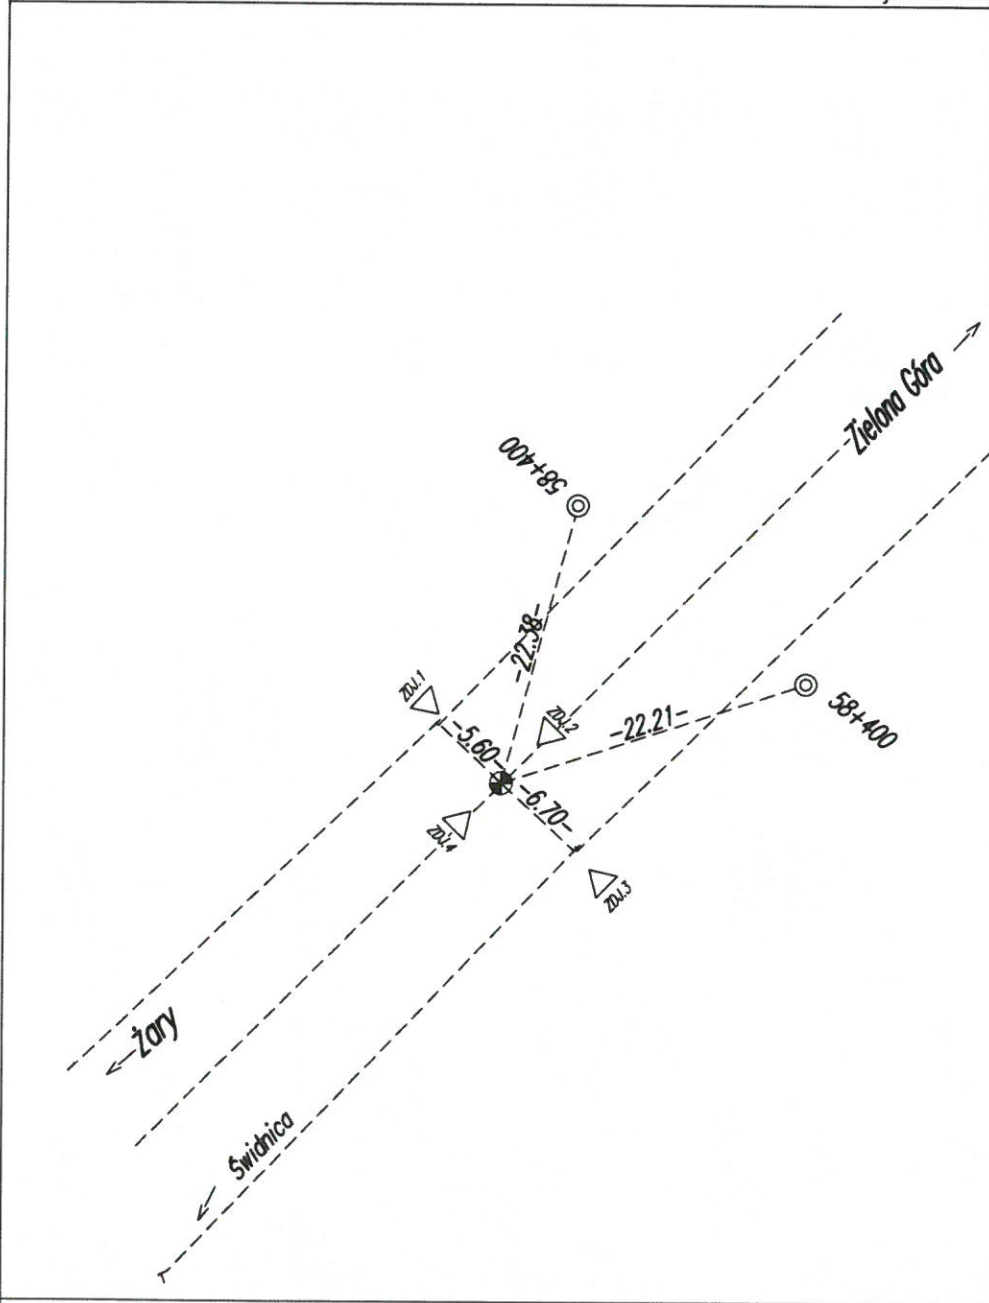 Zielona Góra
58+400
-22.38-
ZDJ.1
-5.60-
ZDJ.2
-22.21-
58+400
-6.70-
ZDJ.4
ZDJ.3
Żary
Świdnica